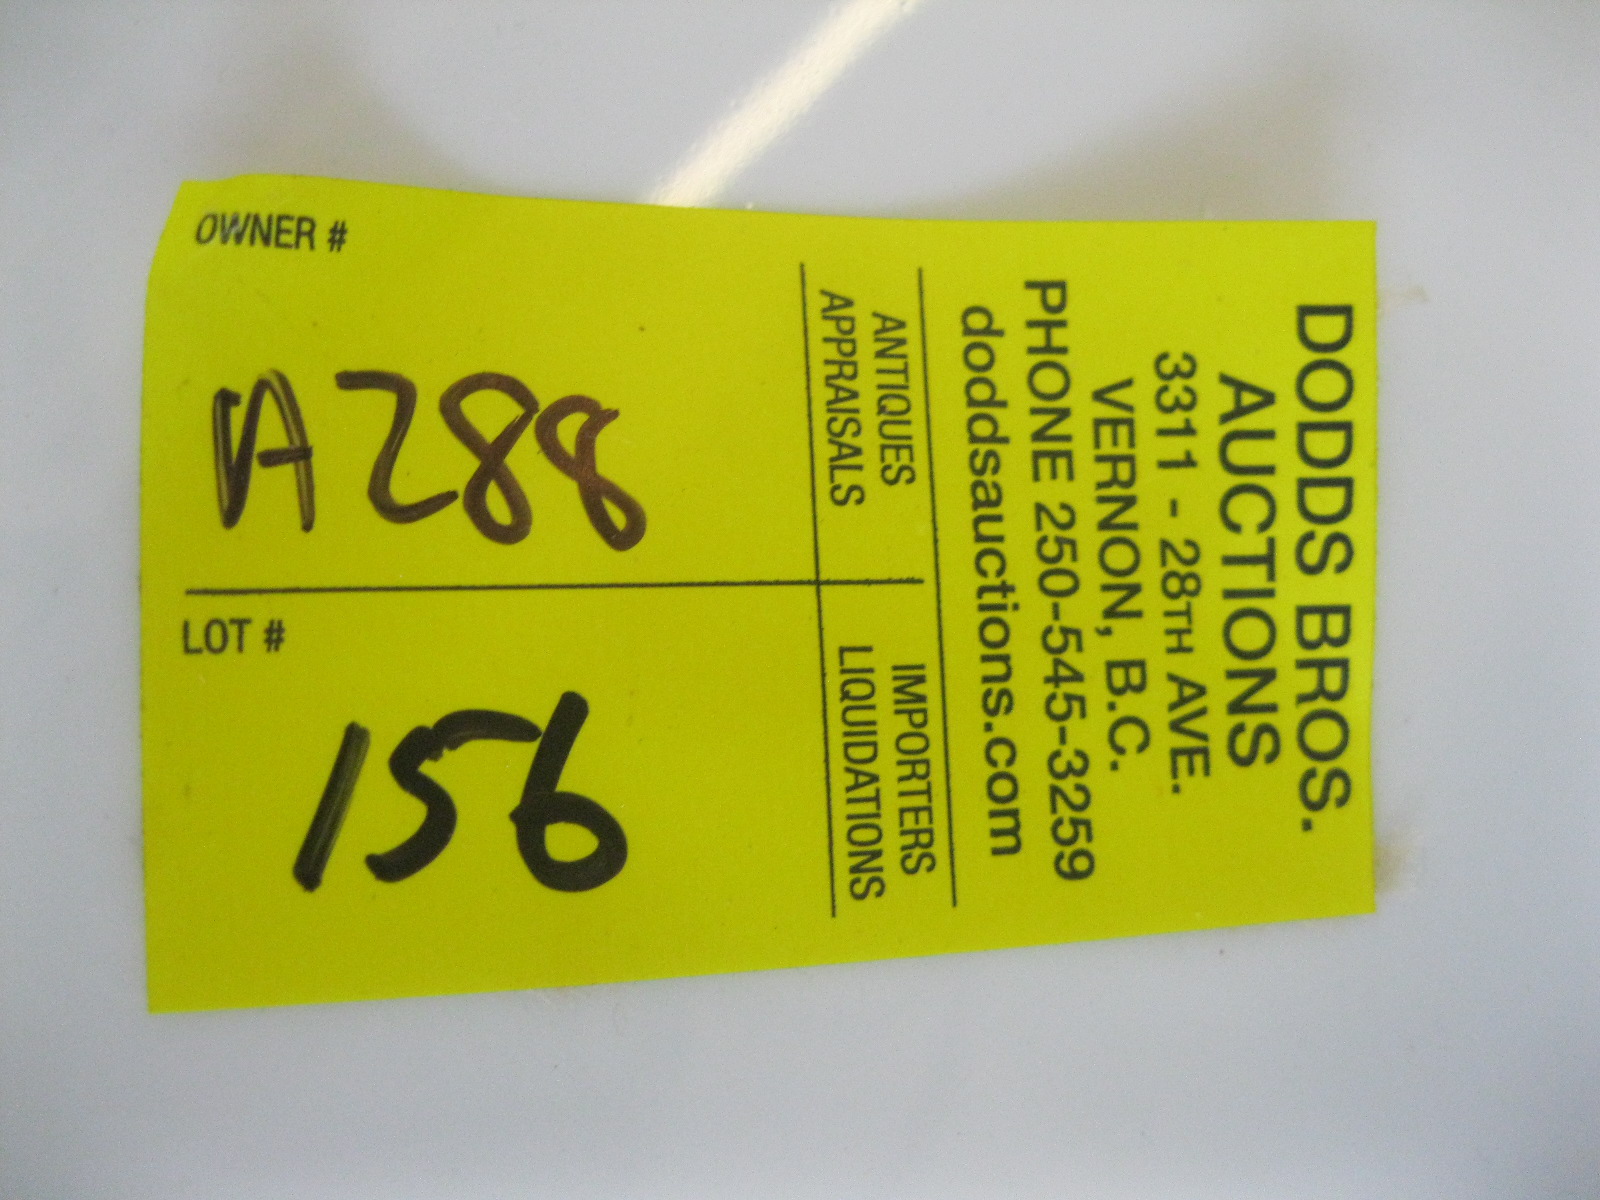 OWNER #
A288
LOT #
156
DODDS BROS.
AUCTIONS
3311 - 28TH AVE.
VERNON, B.C.
PHONE 250-545-3259
doddsauctions.com
ANTIQUES
APPRAISALS
IMPORTERS
LIQUIDATIONS